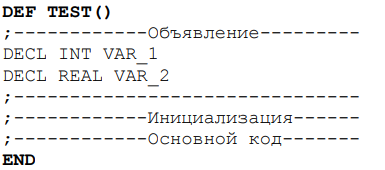 DEF TEST()
;------------Объявление---------
DECL INT VAR_1
DECL REAL VAR_2
;-------------------------------
;------------Инициализация------
;------------Основной код-------
END